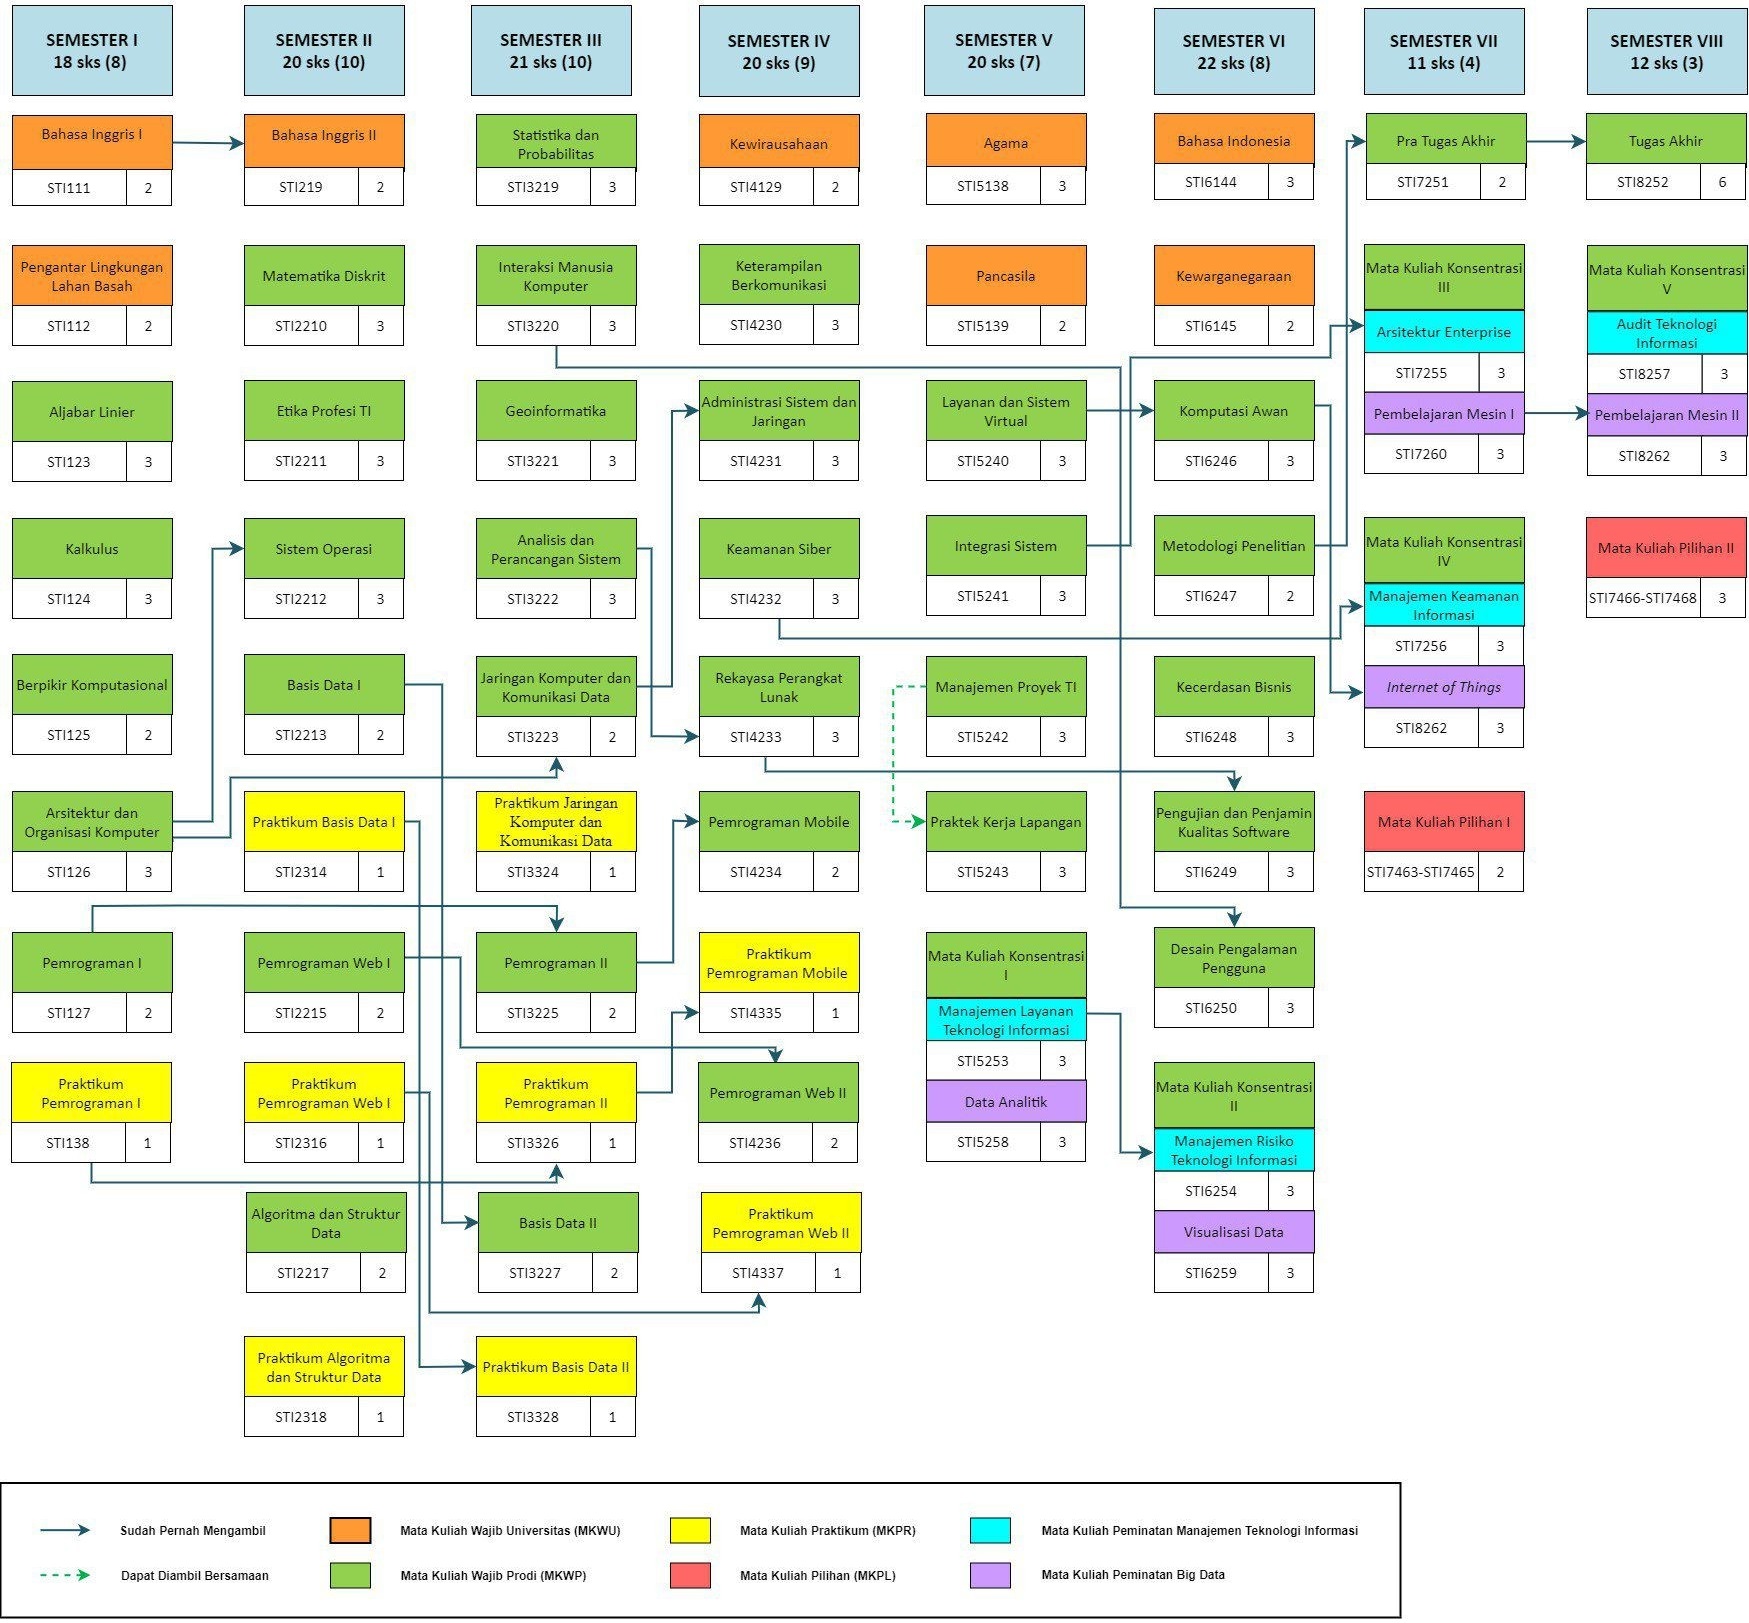 SEMESTER I
18 sks (8)
SEMESTER II
20 sks (10)
SEMESTER III
21 sks (10)
SEMESTER IV
20 sks (9)
SEMESTER V
20 sks (7)
SEMESTER VI
22 sks (8)
SEMESTER VII
11 sks (4)
SEMESTER VIII
12 sks (3)
Bahasa Inggris I
STI111 2
Pengantar Lingkungan
Lahan Basah
STI112 2
Aljabar Linier
STI123 3
Kalkulus
STI124 3
Berpikir Komputasional
STI125 2
Arsitektur dan
Organisasi Komputer
STI126 3
Pemrograman I
STI127 2
Praktikum
Pemrograman I
STI138 1
Bahasa Inggris II
STI219 2
Matematika Diskrit
STI2210 3
Etika Profesi TI
STI2211 3
Sistem Operasi
STI2212 3
Basis Data I
STI2213 2
Praktikum Basis Data I
STI2314 1
Pemrograman Web I
STI2215 2
Praktikum
Pemrograman Web I
STI2316 1
Algoritma dan Struktur
Data
STI2217 2
Praktikum Algoritma
dan Struktur Data
STI2318 1
Statistika dan
Probabilitas
STI3219 3
Interaksi Manusia
Komputer
STI3220 3
Geoinformatika
STI3221 3
Analisis dan
Perancangan Sistem
STI3222 3
Jaringan Komputer dan
Komunikasi Data
STI3223 2
Praktikum Jaringan
Komputer dan
Komunikasi Data
STI3324 1
Pemrograman II
STI3225 2
Praktikum
Pemrograman II
STI3326 1
Basis Data II
STI3227 2
Praktikum Basis Data II
STI3328 1
Kewirausahaan
STI4129 2
Keterampilan
Berkomunikasi
STI4230 3
Administrasi Sistem dan
Jaringan
STI4231 3
Keamanan Siber
STI4232 3
Rekayasa Perangkat
Lunak
STI4233 3
Pemrograman Mobile
STI4234 2
Praktikum
Pemrograman Mobile
STI4335 1
Pemrograman Web II
STI4236 2
Praktikum
Pemrograman Web II
STI4337 1
Agama
STI5138 3
Pancasila
STI5139 2
Layanan dan Sistem
Virtual
STI5240 3
Integrasi Sistem
STI5241 3
Manajemen Proyek TI
STI5242 3
Praktek Kerja Lapangan
STI5243 3
Mata Kuliah Konsentrasi
I
Manajemen Layanan
Teknologi Informasi
STI5253 3
Data Analitik
STI5258 3
Bahasa Indonesia
STI6144 3
Kewarganegaraan
STI6145 2
Komputasi Awan
STI6246 3
Metodologi Penelitian
STI6247 2
Kecerdasan Bisnis
STI6248 3
Pengujian dan Penjamin
Kualitas Software
STI6249 3
Desain Pengalaman
Pengguna
STI6250 3
Mata Kuliah Konsentrasi
II
Manajemen Risiko
Teknologi Informasi
STI6254 3
Visualisasi Data
STI6259 3
Pra Tugas Akhir
STI7251 2
Mata Kuliah Konsentrasi
III
Arsitektur Enterprise
STI7255 3
Pembelajaran Mesin I
STI7260 3
Mata Kuliah Konsentrasi
IV
Manajemen Keamanan
Informasi
STI7256 3
Internet of Things
STI8262 3
Mata Kuliah Pilihan I
STI7463-STI7465 2
Tugas Akhir
STI8252 6
Mata Kuliah Konsentrasi
V
Audit Teknologi
Informasi
STI8257 3
Pembelajaran Mesin II
STI8262 3
Mata Kuliah Pilihan II
STI7466-STI7468 3
Sudah Pernah Mengambil
Mata Kuliah Wajib Universitas (MKWU)
Mata Kuliah Praktikum (MKPR)
Mata Kuliah Peminatan Manajemen Teknologi Informasi
Dapat Diambil Bersamaan
Mata Kuliah Wajib Prodi (MKWP)
Mata Kuliah Pilihan (MKPL)
Mata Kuliah Peminatan Big Data